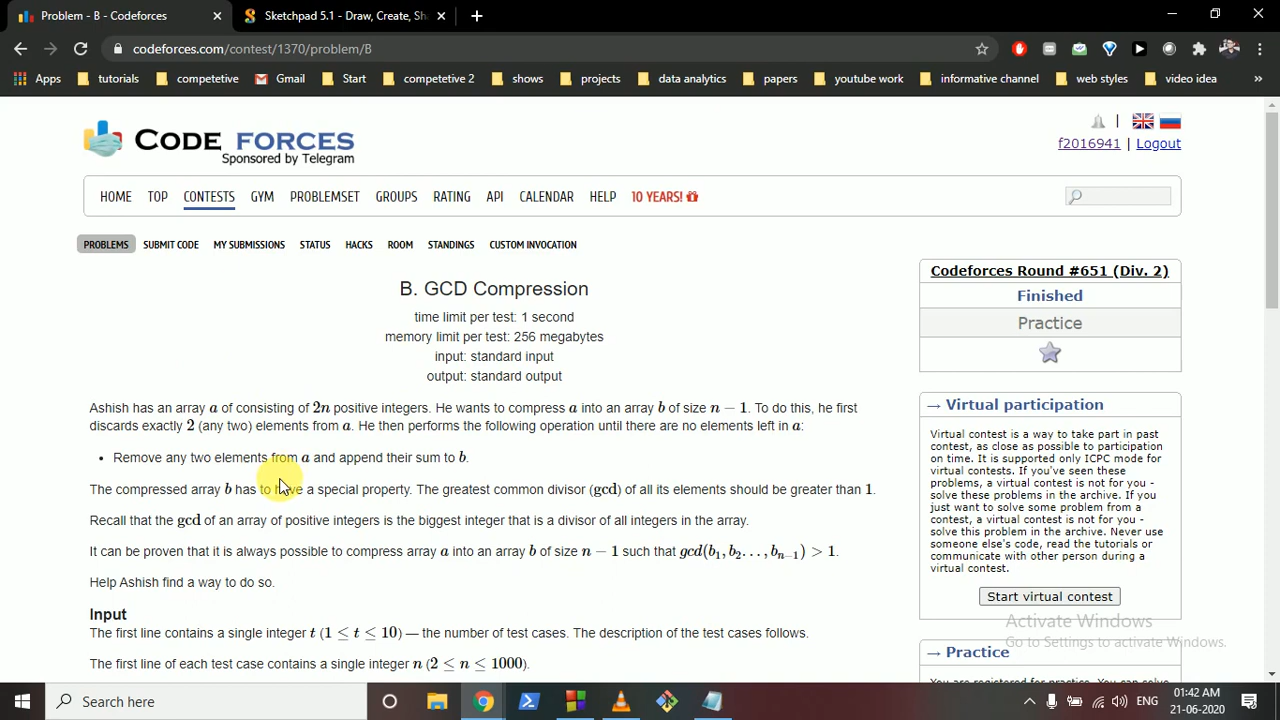 Problem - B - Codeforces
Sketchpad 5.1 - Draw, Create, Sha
codeforces.com/contest/1370/problem/B
Apps tutorials competetive Gmail Start competetive 2 shows projects data analytics papers youtube work informative channel web styles video idea »
CODE FORCES
Sponsored by Telegram
f2016941 | Logout
HOME TOP CONTESTS GYM PROBLEMSET GROUPS RATING API CALENDAR HELP 10 YEARS!
PROBLEMS SUBMIT CODE MY SUBMISSIONS STATUS HACKS ROOM STANDINGS CUSTOM INVOCATION
B. GCD Compression
time limit per test: 1 second
memory limit per test: 256 megabytes
input: standard input
output: standard output
Ashish has an array a of consisting of 2n positive integers. He wants to compress a into an array b of size n − 1. To do this, he first
discards exactly 2 (any two) elements from a. He then performs the following operation until there are no elements left in a:
• Remove any two elements from a and append their sum to b.
The compressed array b has to have a special property. The greatest common divisor (gcd) of all its elements should be greater than 1.
Recall that the gcd of an array of positive integers is the biggest integer that is a divisor of all integers in the array.
It can be proven that it is always possible to compress array a into an array b of size n − 1 such that gcd(b1, b2..., bn−1) > 1.
Help Ashish find a way to do so.
Input
The first line contains a single integer t (1 ≤ t ≤ 10) — the number of test cases. The description of the test cases follows.
The first line of each test case contains a single integer n (2 ≤ n ≤ 1000).
Codeforces Round #651 (Div. 2)
Finished
Practice
→ Virtual participation
Virtual contest is a way to take part in past
contest, as close as possible to participation
on time. It is supported only ICPC mode for
virtual contests. If you've seen these
problems, a virtual contest is not for you -
solve these problems in the archive. If you
just want to solve some problem from a
contest, a virtual contest is not for you -
solve this problem in the archive. Never use
someone else's code, read the tutorials or
communicate with other person during a
virtual contest.
Start virtual contest
Activate Windows
Go to Settings to activate Windows.
→ Practice
You are registered for practice. You can solve
Type here to search